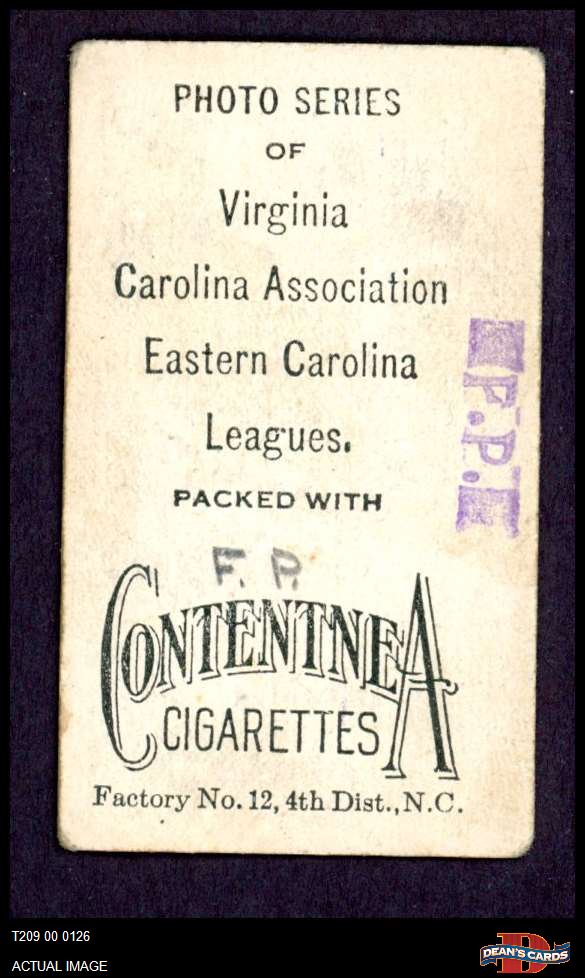 PHOTO SERIES
OF
Virginia
Carolina Association
Eastern Carolina
Leagues.
PACKED WITH
F. P.
CONTENTNEA
CIGARETTES
Factory No. 12, 4th Dist., N.C.
F.P.E
T209 00 0126
ACTUAL IMAGE
DEAN'S CARDS